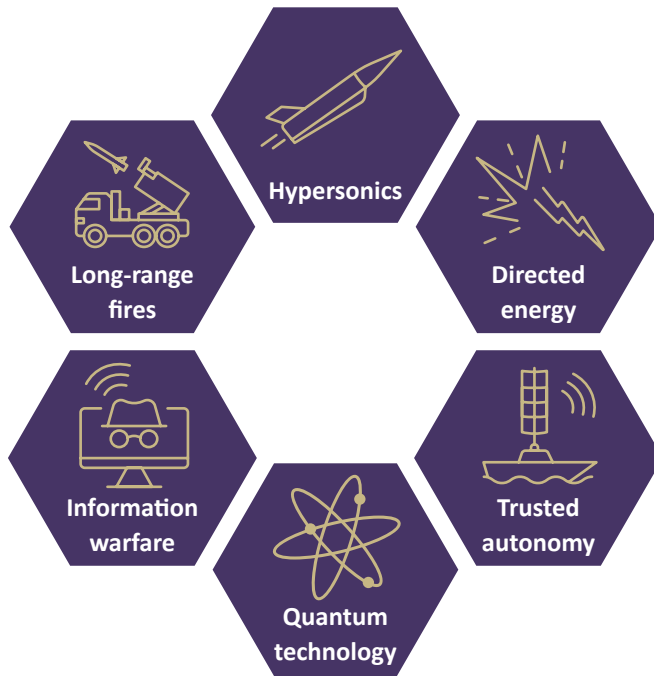 Hypersonics
Long-range
fires
Directed
energy
Information
warfare
Trusted
autonomy
Quantum
technology